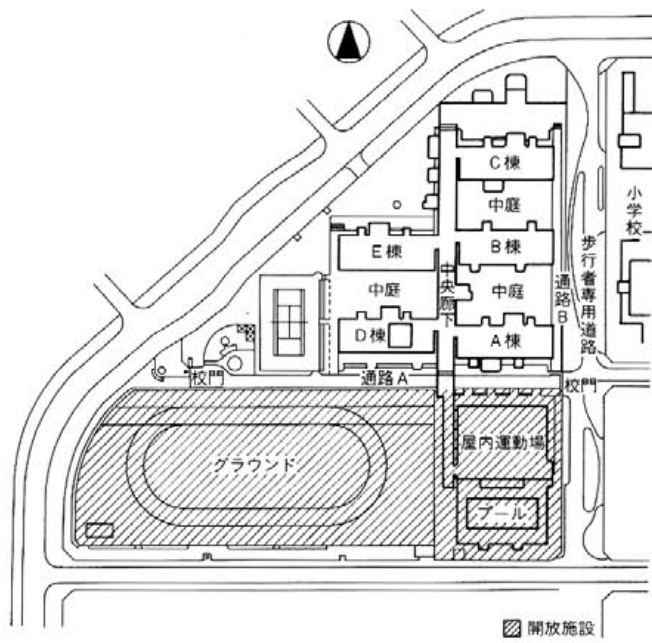 C棟
中庭
小学校
E棟
中央廊下
B棟
歩行者専用道路
中庭
中庭
通路B
D棟
A棟
校門
通路A
校門
屋内運動場
グラウンド
プール
開放施設